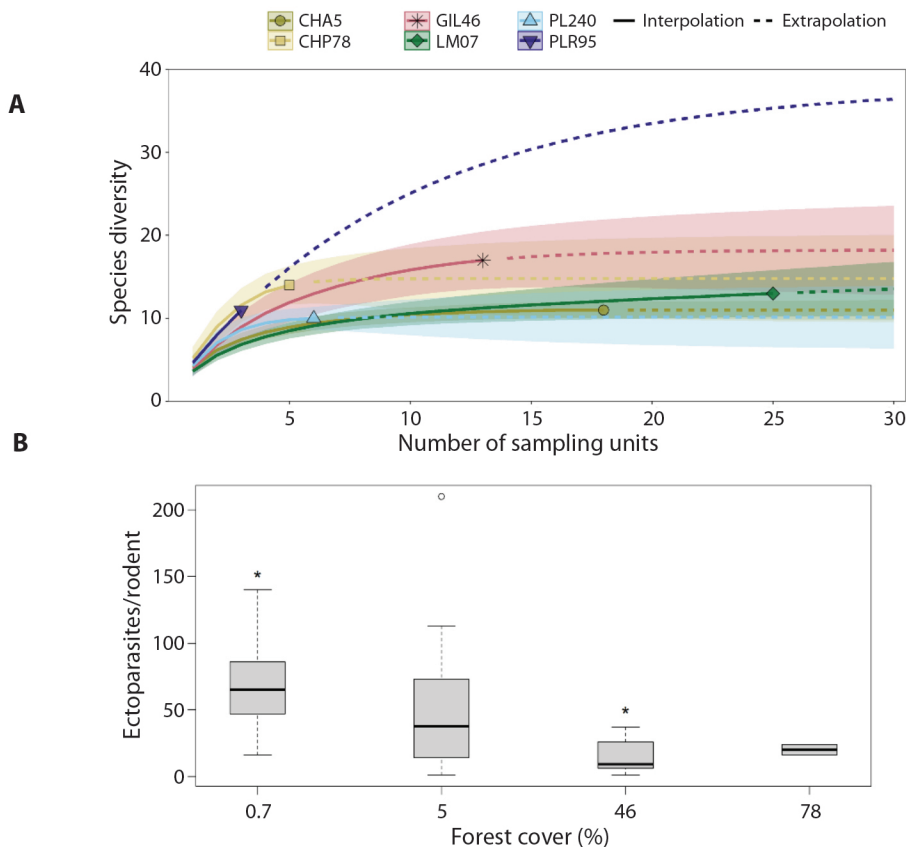 CHA5 GIL46 PL240 Interpolation Extrapolation
CHP78 LM07 PLR95
A
40
30
20
10
0
Species diversity
5 10 15 20 25 30
Number of sampling units
B
200
150
100
50
0
Ectoparasites/rodent
*
*
0.7 5 46 78
Forest cover (%)